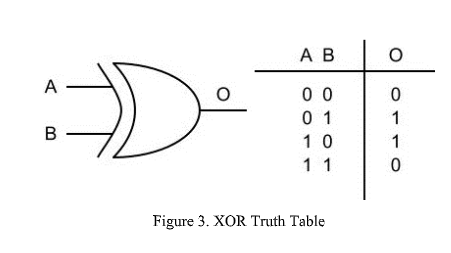 A B O
A
O
B
0 0 0
0 1 1
1 0 1
1 1 0
Figure 3. XOR Truth Table